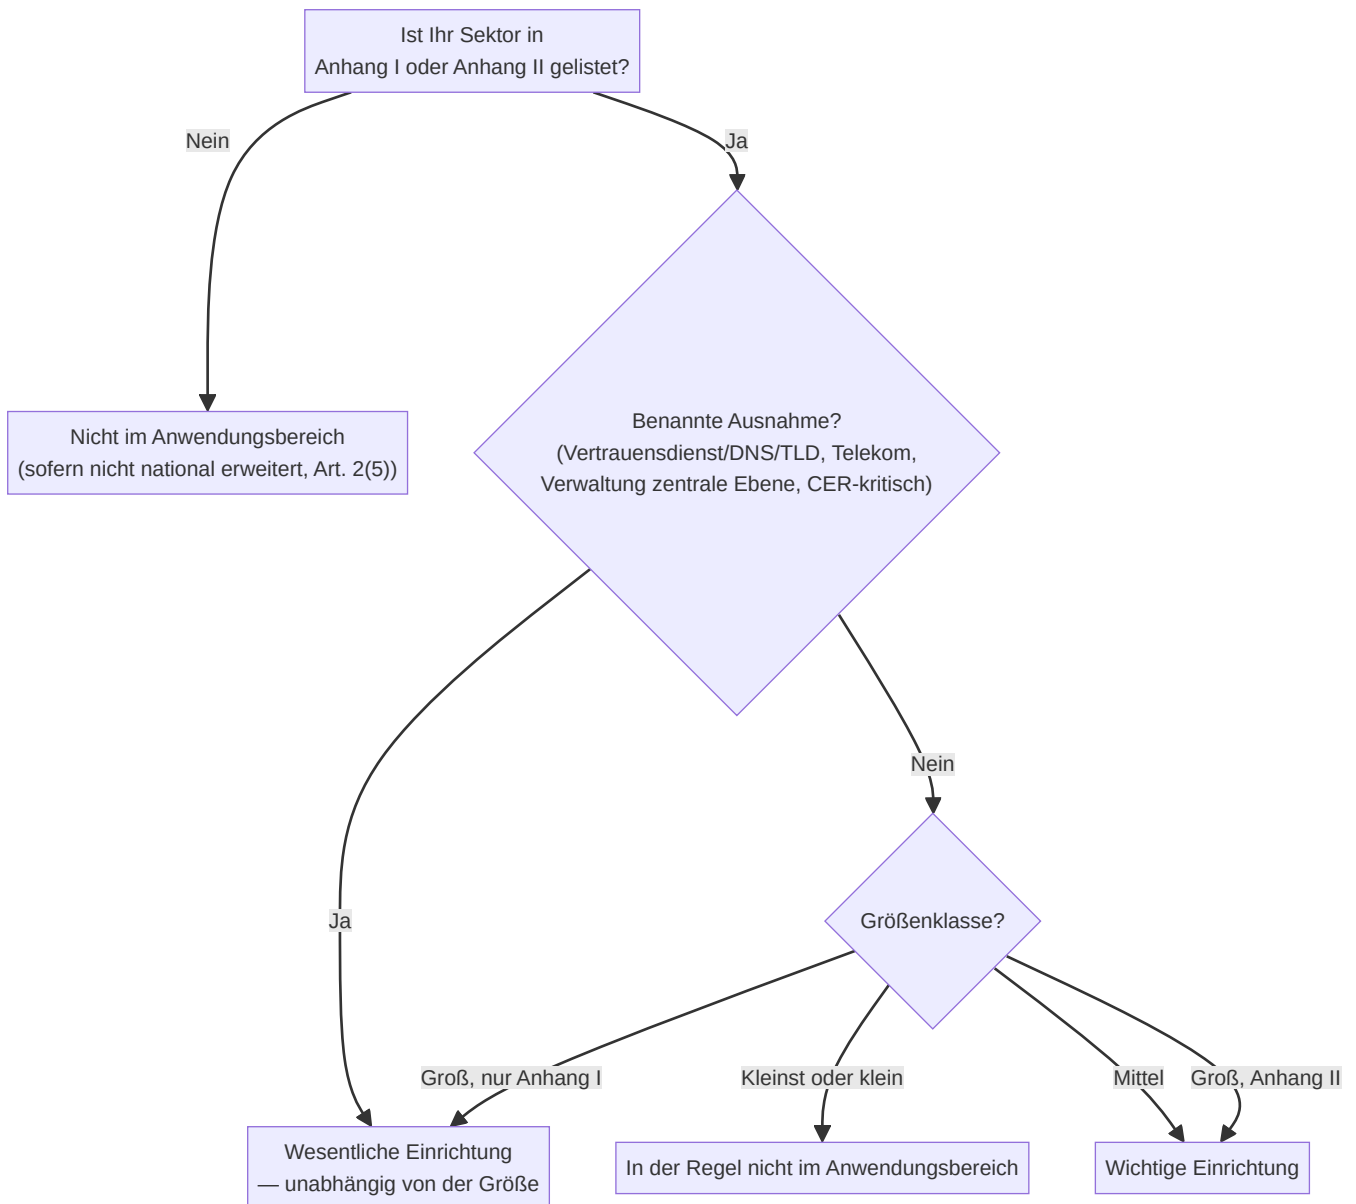 Ist Ihr Sektor in
Anhang I oder Anhang II gelistet?
Nein
Ja
Nicht im Anwendungsbereich
(sofern nicht national erweitert, Art. 2(5))
Benannte Ausnahme?
(Vertrauensdienst/DNS/TLD, Telekom,
Verwaltung zentrale Ebene, CER-kritisch)
Nein
Ja
Größenklasse?
Groß, nur Anhang I
Kleinst oder klein
Mittel
Groß, Anhang II
Wesentliche Einrichtung
— unabhängig von der Größe
In der Regel nicht im Anwendungsbereich
Wichtige Einrichtung